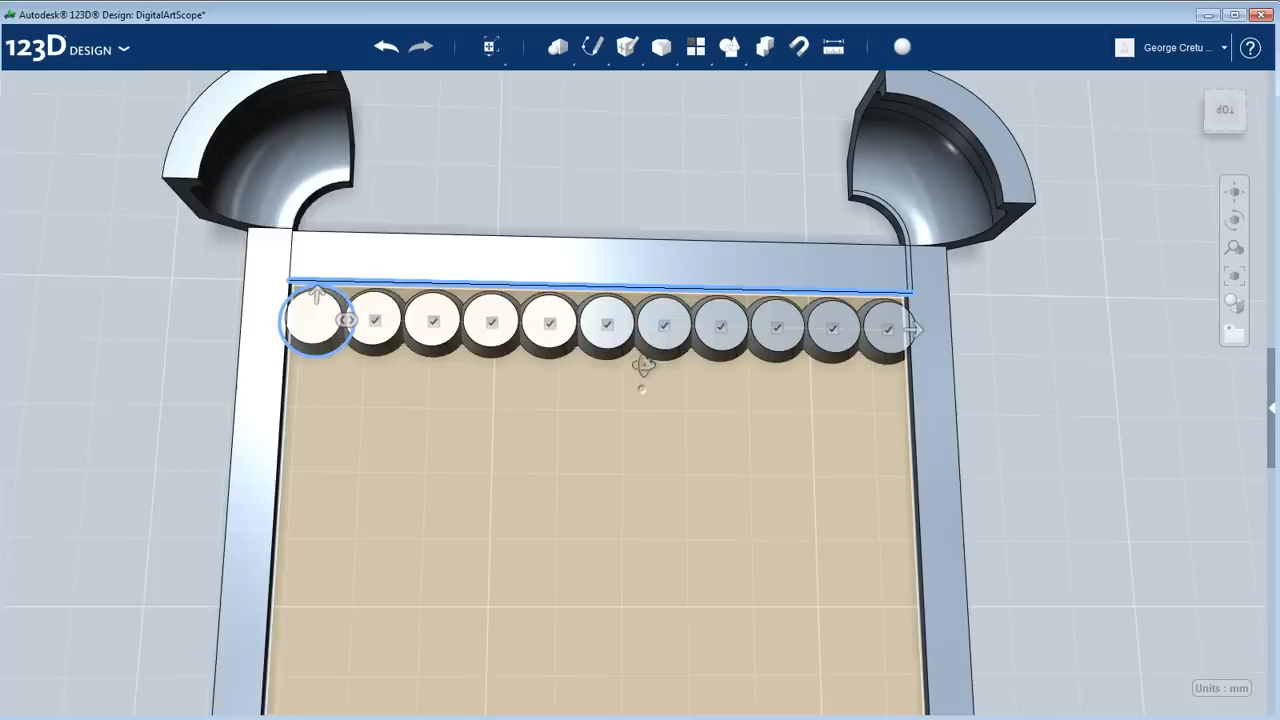 Autodesk® 123D® Design: DigitalArtScope*
123D DESIGN
George Cretu ...
TOP
Units : mm